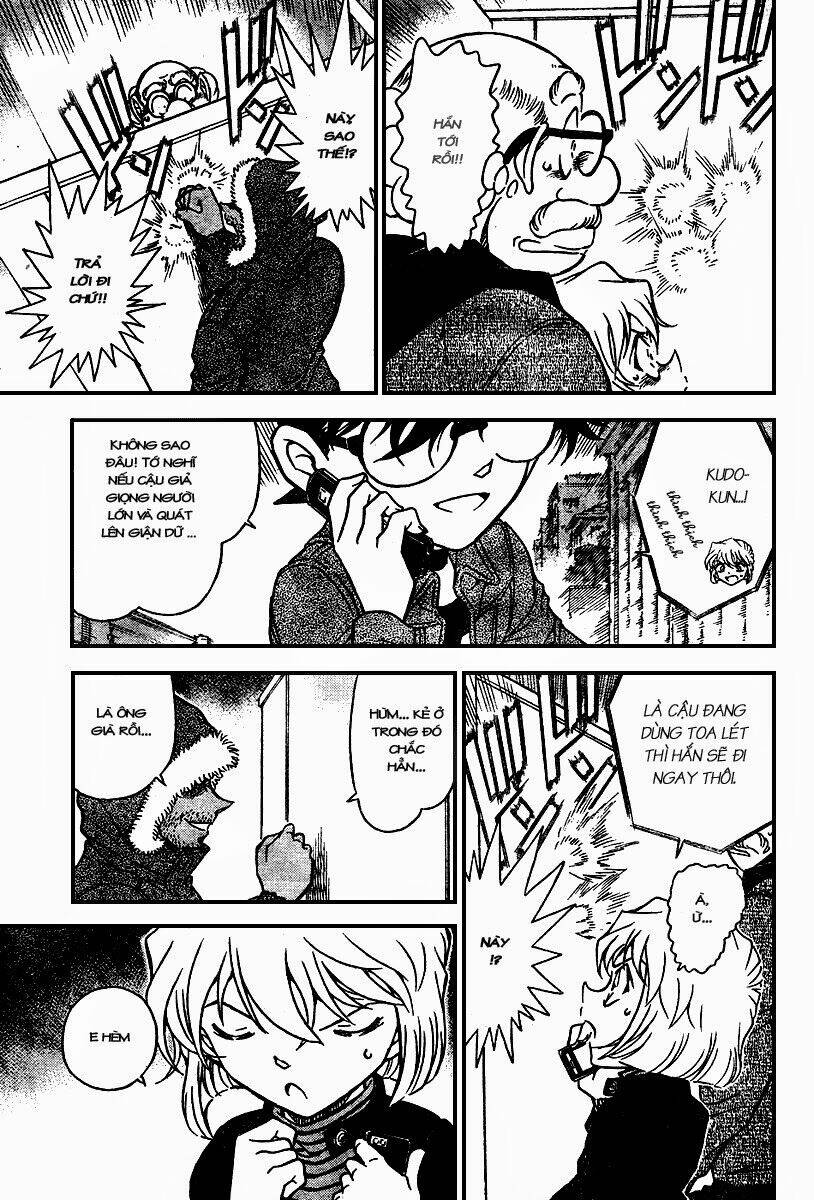 HẮN
TỚI
RỒI!!
NÀY
SAO
THẾ!?
TRẢ
LỜI ĐI
CHỨ!!
KUDO-
KUN...!
thình thịch
thình thịch
KHÔNG SAO
ĐÂU! TỚ NGHĨ
NẾU CẬU GIẢ
GIỌNG NGƯỜI
LỚN VÀ QUÁT
LÊN GIẬN DỮ ...
LÀ CẬU ĐANG
DÙNG TOA LÉT
THÌ HẮN SẼ ĐI
NGAY THÔI.
À,
Ừ...
NÀY
!?
HỪM... KẺ Ở
TRONG ĐÓ
CHẮC
HẲN...
LÀ ÔNG
GIÀ RỒI...
E HÈM